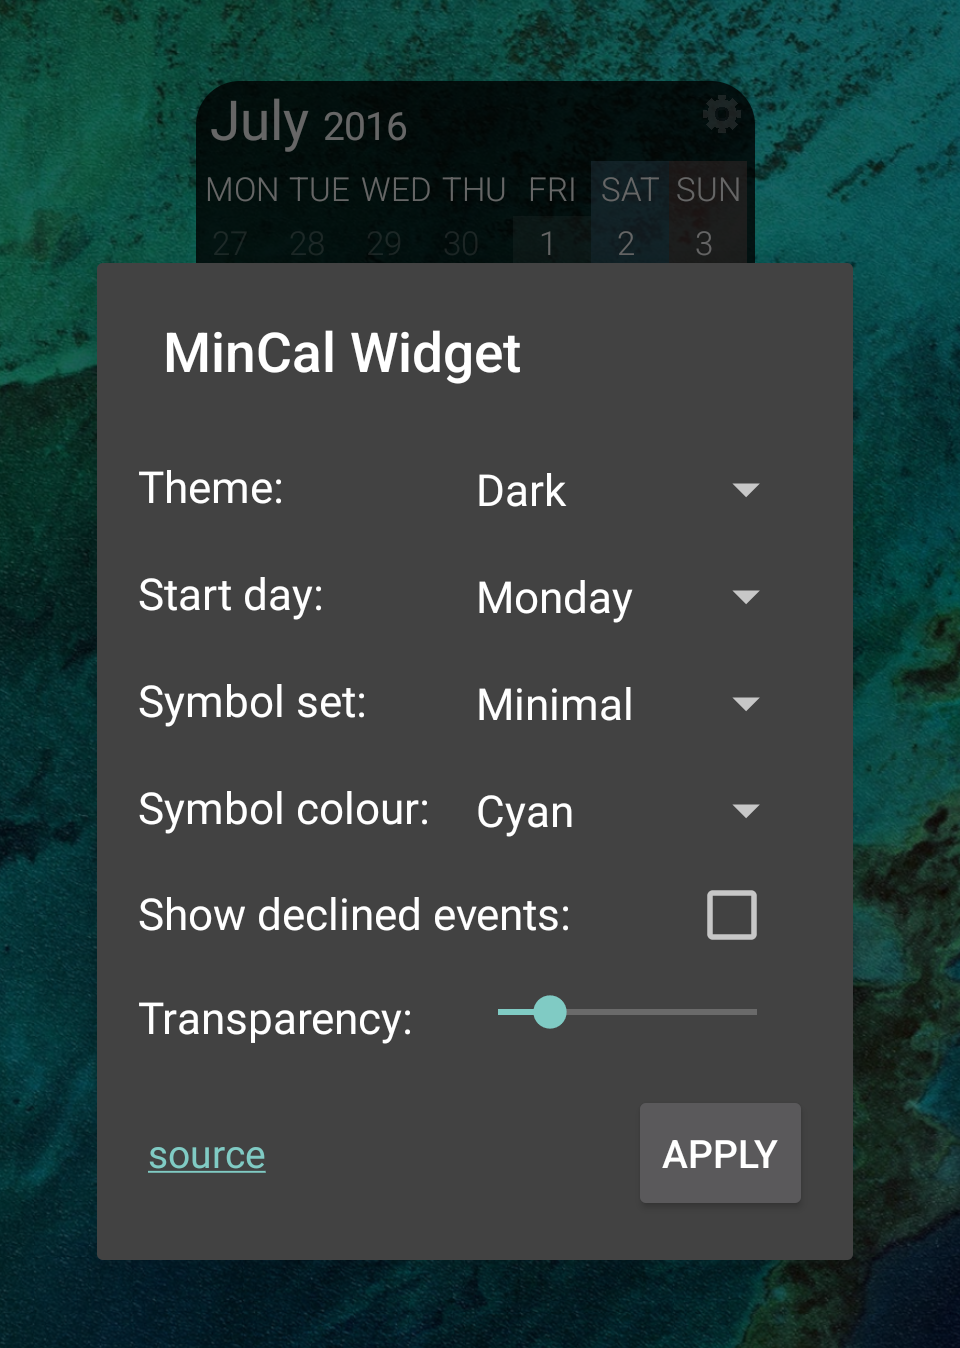 July 2016
MON TUE WED THU FRI SAT SUN
27 28 29 30 1 2 3
MinCal Widget
Theme: Dark
Start day: Monday
Symbol set: Minimal
Symbol colour: Cyan
Show declined events:
Transparency:
source APPLY